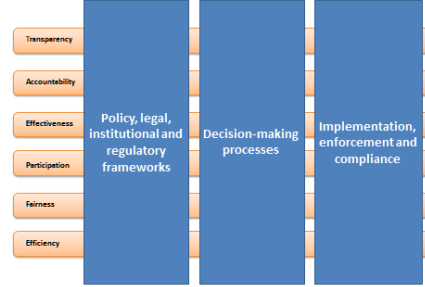 Transparency
Accountability
Effectiveness
Participation
Fairness
Efficiency
Policy, legal,
institutional and
regulatory
frameworks
Decision-making
processes
Implementation,
enforcement and
compliance